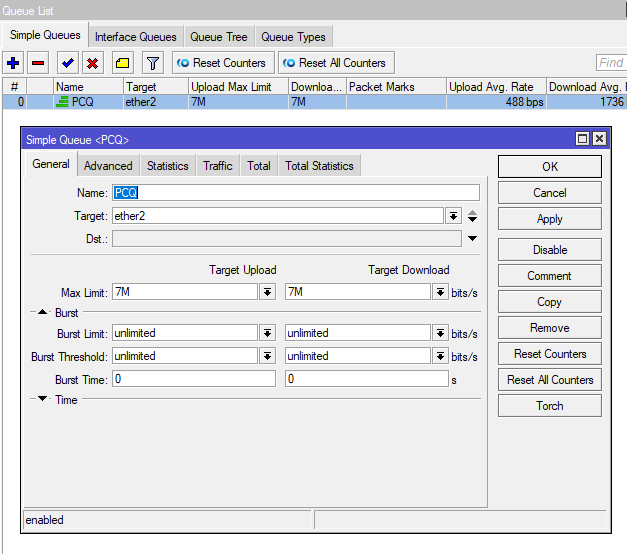 Queue List
Simple Queues Interface Queues Queue Tree Queue Types
Reset Counters Reset All Counters Find
# Name Target Upload Max Limit Downloa... Packet Marks Upload Avg. Rate Download Avg. R
0 PCQ ether2 7M 7M 488 bps 1736
Simple Queue <PCQ>
General Advanced Statistics Traffic Total Total Statistics
OK
Name: PCQ
Cancel
Target: ether2
Apply
Dst.:
Disable
Target Upload Target Download
Comment
Max Limit: 7M 7M bits/s
Copy
Burst
Burst Limit: unlimited unlimited bits/s
Remove
Burst Threshold: unlimited unlimited bits/s
Reset Counters
Burst Time: 0 0 s
Reset All Counters
Time
Torch
enabled